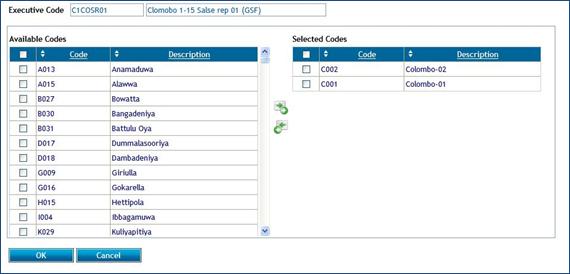 Executive Code C1COSR01 Clomobo 1-15 Salse rep 01 (GSF)
Available Codes
Code Description
A013 Anamaduwa
A015 Alawwa
B027 Bowatta
B030 Bangadeniya
B031 Battulu Oya
D017 Dummalasooriya
D018 Dambadeniya
G009 Giriulla
G016 Gokarella
H015 Hettipola
I004 Ibbagamuwa
K029 Kuliyapitiya
Selected Codes
Code Description
C002 Colombo-02
C001 Colombo-01
OK Cancel